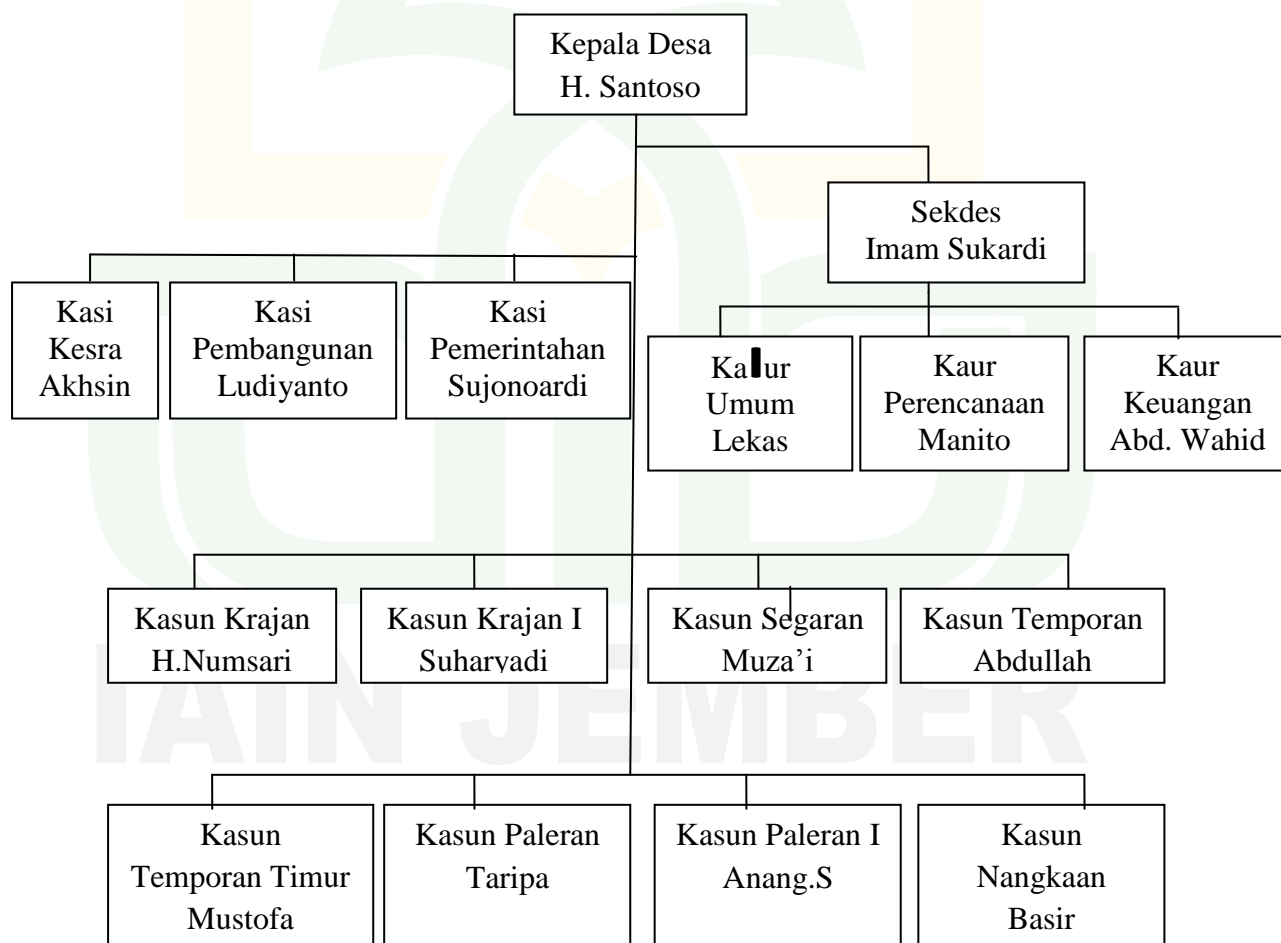 Kepala Desa
H. Santoso
Sekdes
Imam Sukardi
Kasi
Kesra
Akhsin
Kasi
Pembangunan
Ludiyanto
Kasi
Pemerintahan
Sujonoardi
Kaur
Umum
Lekas
Kaur
Perencanaan
Manito
Kaur
Keuangan
Abd. Wahid
Kasun Krajan
H.Numsari
Kasun Krajan I
Suharyadi
Kasun Segaran
Muza’i
Kasun Temporan
Abdullah
IAIN JEMBER
Kasun
Temporan Timur
Mustofa
Kasun Paleran
Taripa
Kasun Paleran I
Anang.S
Kasun
Nangkaan
Basir